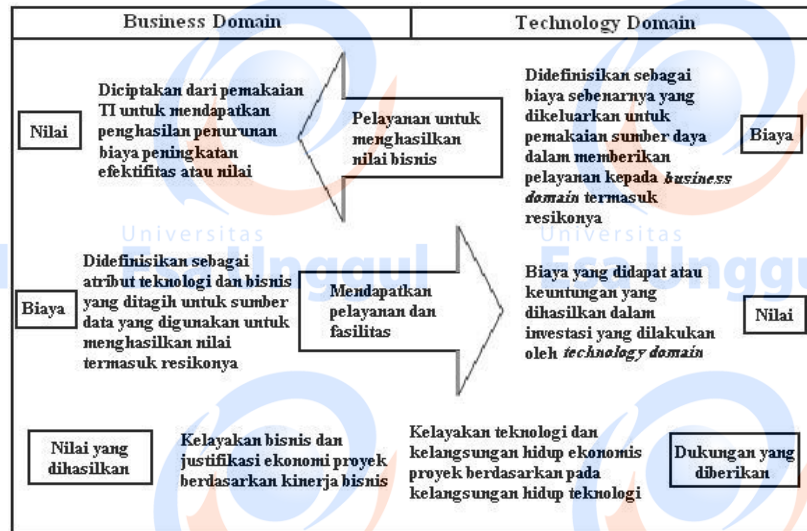 Business Domain
Technology Domain
Nilai
Diciptakan dari pemakaian
TI untuk mendapatkan
penghasilan penurunan
biaya peningkatan
efektifitas atau nilai
Pelayanan untuk
menghasilkan
nilai bisnis
Didefinisikan sebagai
biaya sebenarnya yang
dikeluarkan untuk
pemakaian sumber daya
dalam memberikan
pelayanan kepada business
domain termasuk
resikonya
Biaya
Universitas
Esa Unggul
Universitas
Esa Unggul
Biaya
Didefinisikan sebagai
atribut teknologi dan bisnis
yang ditagih untuk sumber
data yang digunakan untuk
menghasilkan nilai
termasuk resikonya
Mendapatkan
pelayanan dan
fasilitas
Biaya yang didapat atau
keuntungan yang
dihasilkan dalam
investasi yang dilakukan
oleh technology domain
Nilai
Nilai yang
dihasilkan
Kelayakan bisnis dan
justifikasi ekonomi proyek
berdasarkan kinerja bisnis
Kelayakan teknologi dan
kelangsungan hidup ekonomis
proyek berdasarkan pada
kelangsungan hidup teknologi
Dukungan yang
diberikan